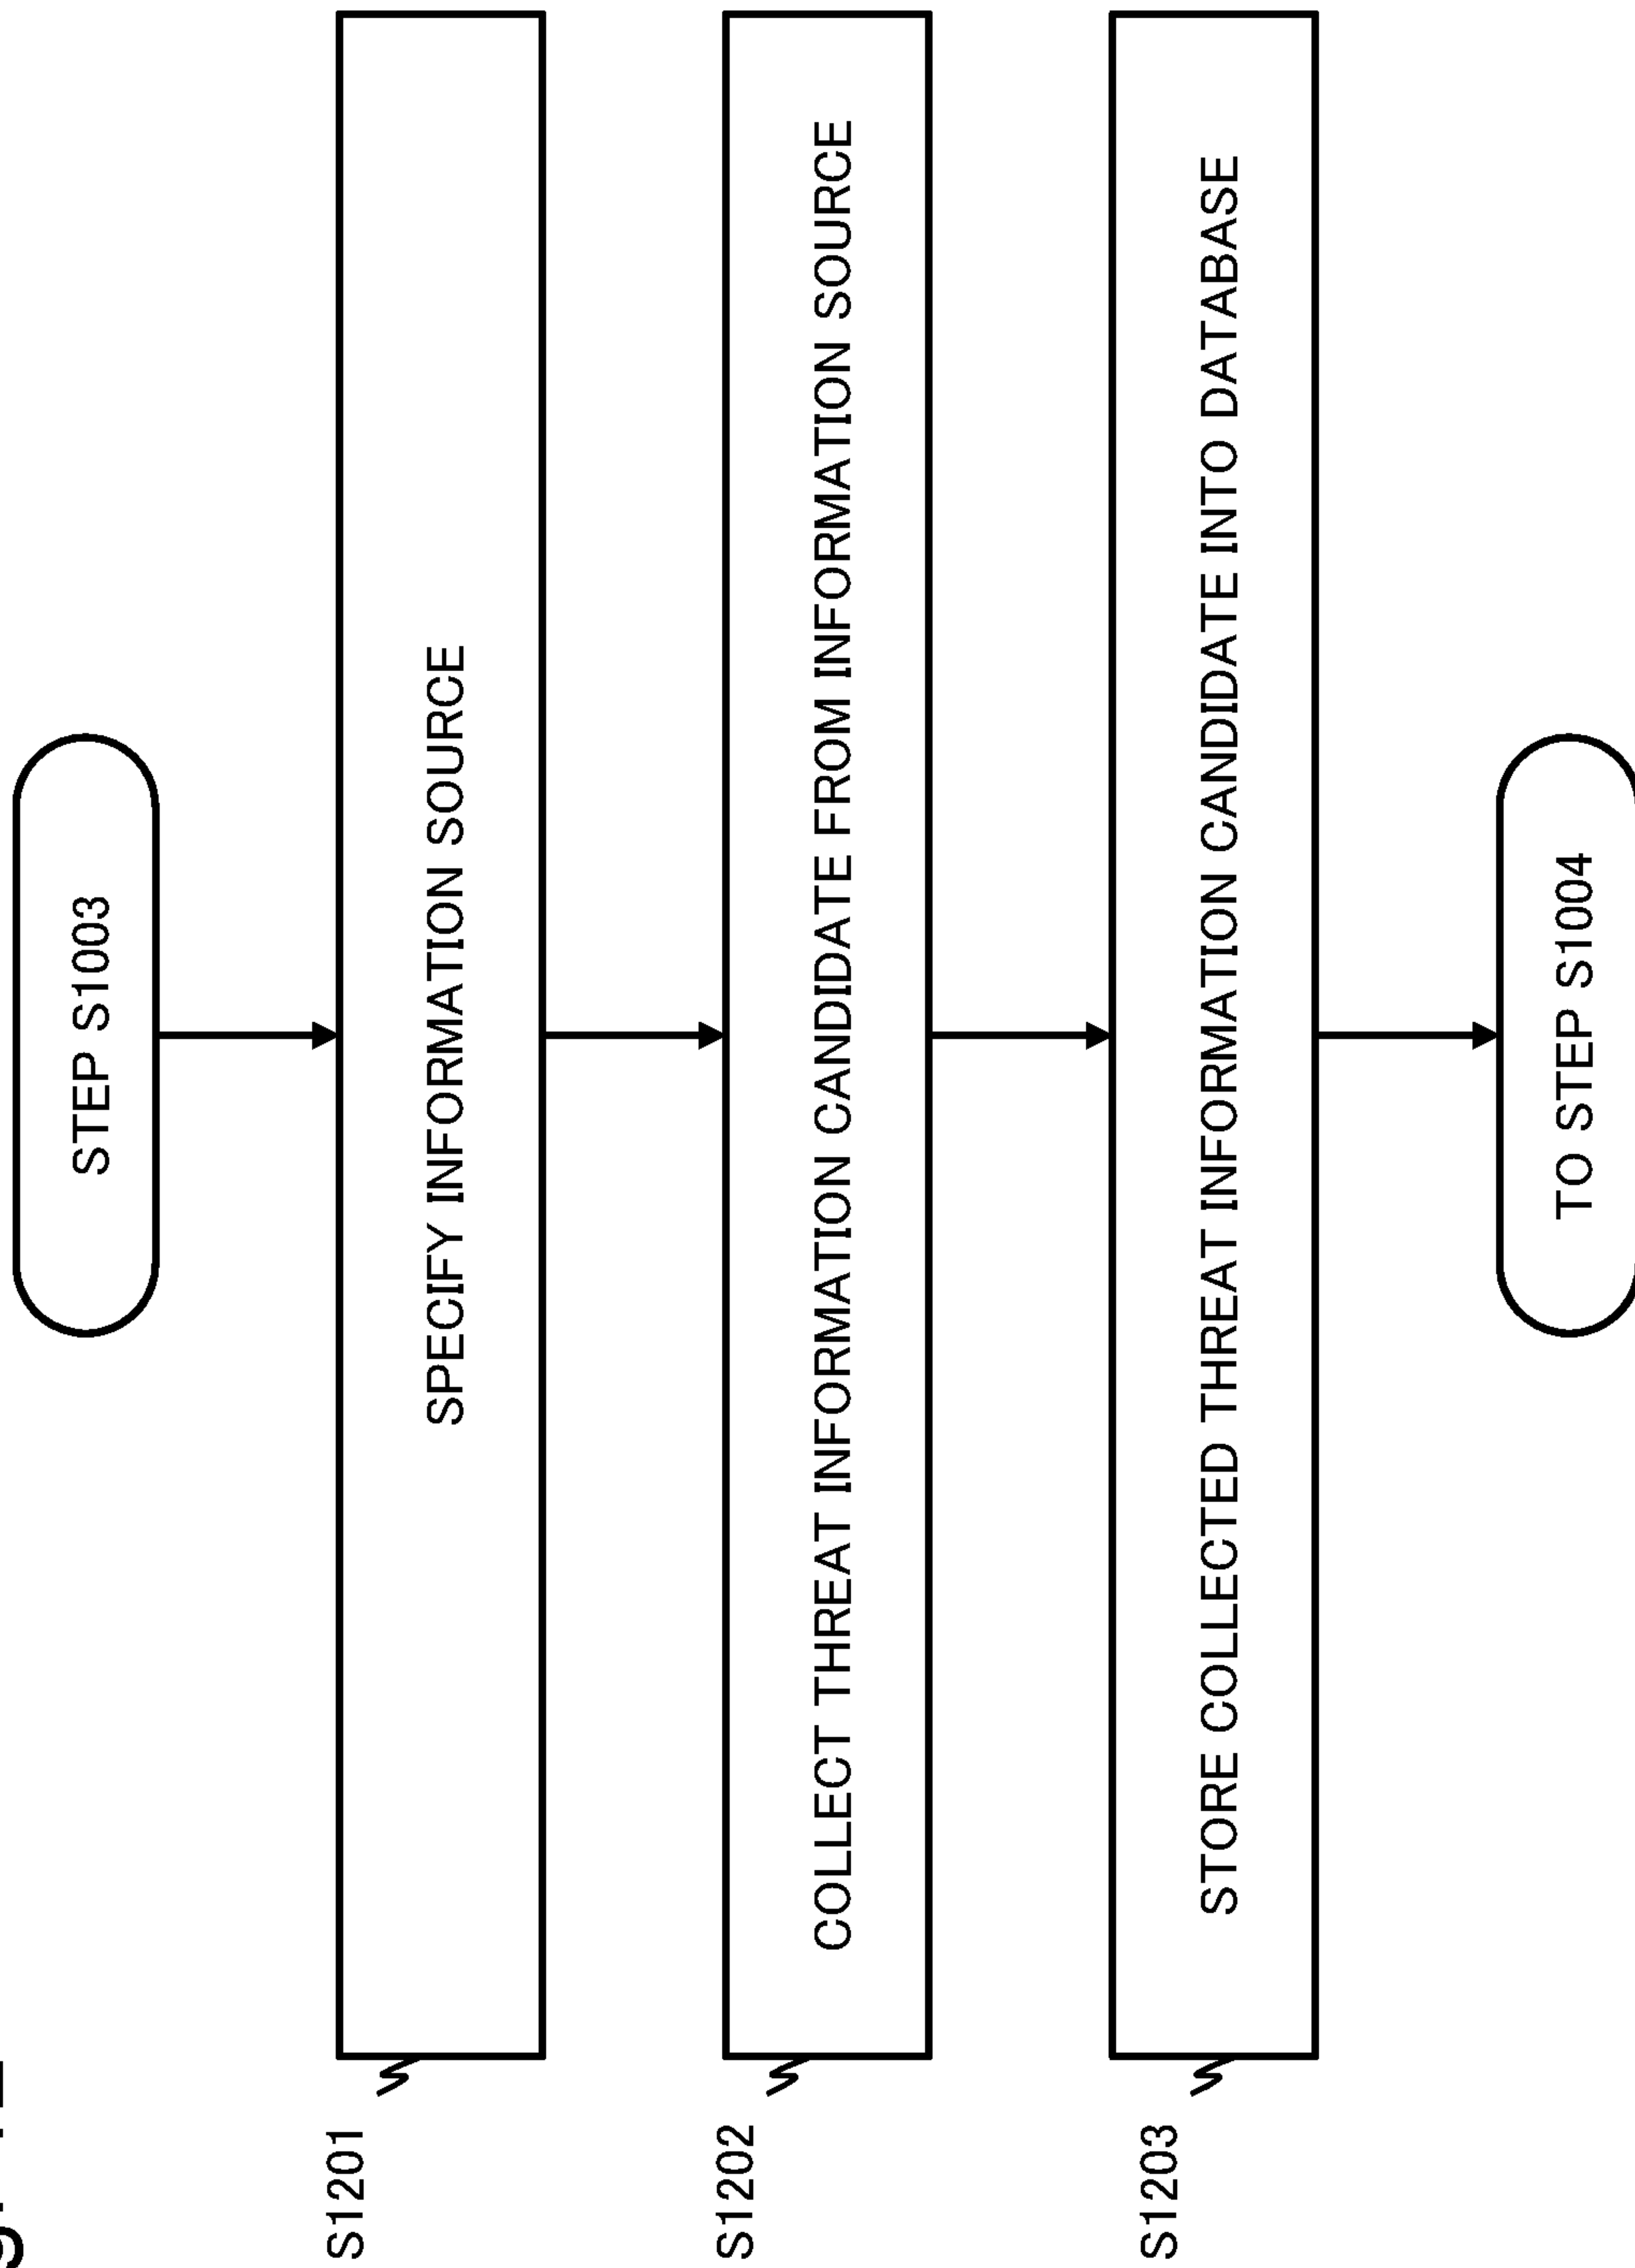 STEP S1003
S1201
SPECIFY INFORMATION SOURCE
S1202
COLLECT THREAT INFORMATION CANDIDATE FROM INFORMATION SOURCE
S1203
STORE COLLECTED THREAT INFORMATION CANDIDATE INTO DATABASE
TO STEP S1004